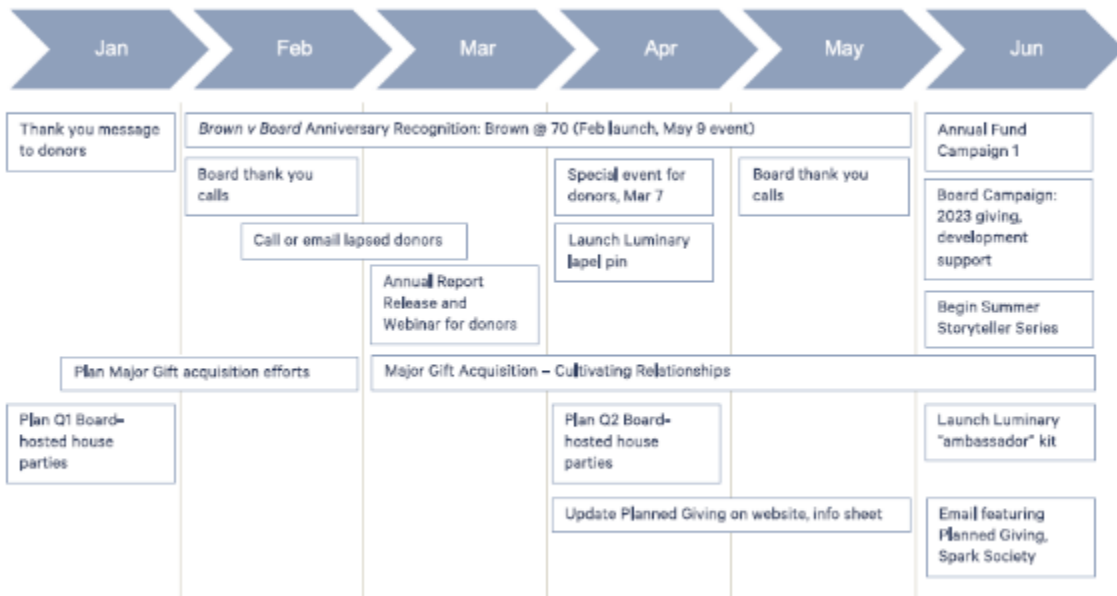 Jan
Feb
Mar
Apr
May
Jun
Thank you message
to donors
Brown v Board Anniversary Recognition: Brown @ 70 (Feb launch, May 9 event)
Annual Fund
Campaign 1
Board thank you
calls
Special event for
donors, Mar 7
Board thank you
calls
Board Campaign:
2023 giving,
development
support
Call or email lapsed donors
Launch Luminary
lapel pin
Annual Report
Release and
Webinar for donors
Begin Summer
Storyteller Series
Plan Major Gift acquisition efforts
Major Gift Acquisition – Cultivating Relationships
Plan Q1 Board-
hosted house
parties
Plan Q2 Board-
hosted house
parties
Launch Luminary
"ambassador" kit
Update Planned Giving on website, info sheet
Email featuring
Planned Giving,
Spark Society